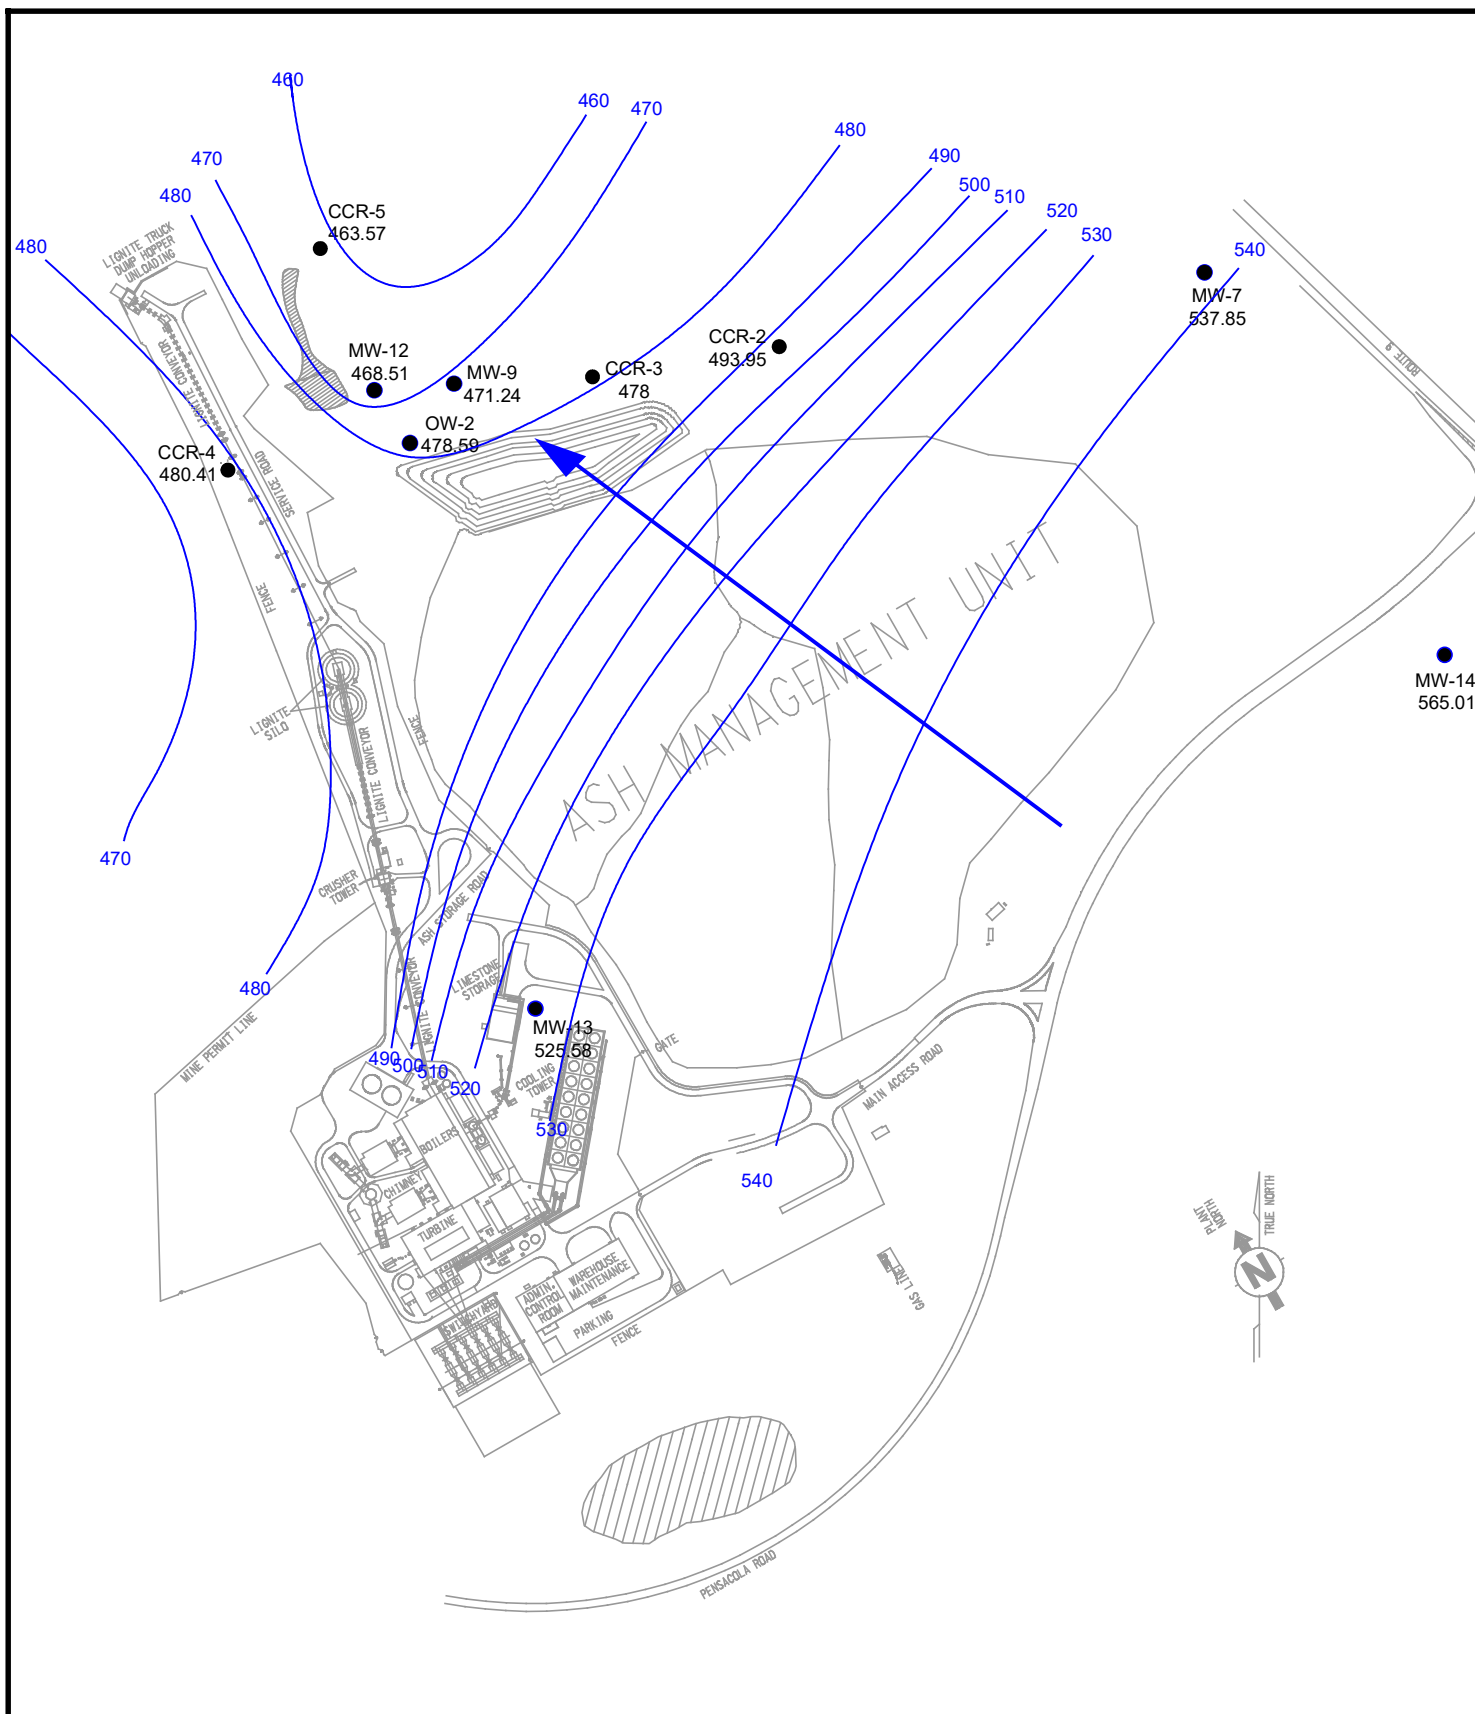 460
460
470
480
470
490
480
500
510
520
530
540
480
CCR-5
463.57
LIGNITE TRUCK
DUMP HOPPER
UNLOADING
MW-7
537.85
CCR-2
493.95
MW-12
468.51
MW-9
471.24
CCR-3
478
ROUTE 9
LIGNITE CONVEYOR
OW-2
478.59
CCR-4
480.41
SERVICE ROAD
FENCE
ASH MANAGEMENT UNIT
MW-14
565.01
LIGNITE
SILO
FENCE
LIGNITE CONVEYOR
470
CRUSHER
TOWER
ASH STORAGE ROAD
480
LIGNITE CONVEYOR
LIMESTONE
STORAGE
MINE PERMIT LINE
MW-13
525.58
GATE
490
500
510
520
530
COOLING
TOWER
MAIN ACCESS ROAD
BOILERS
540
CHIMNEY
TURBINE
PLANT
NORTH
TRUE NORTH
N
WAREHOUSE
MAINTENANCE
ADMIN.
CONTROL
ROOM
GAS LINE
SWITCHYARD
PARKING
FENCE
PENSACOLA ROAD